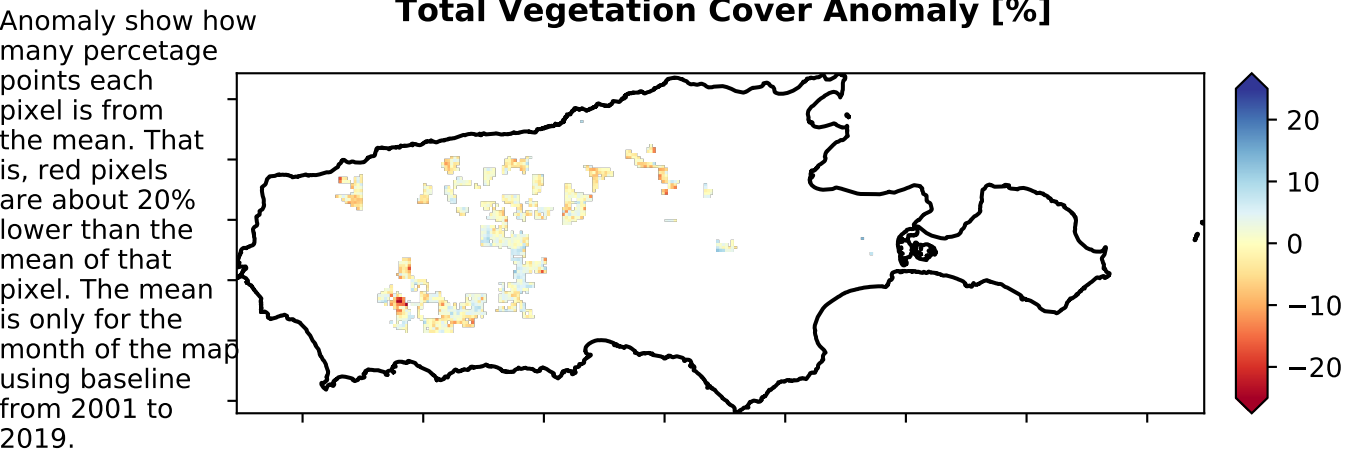 Total Vegetation Cover Anomaly [%]
Anomaly show how
many percetage
points each
pixel is from
the mean. That
is, red pixels
are about 20%
lower than the
mean of that
pixel. The mean
is only for the
month of the map
using baseline
from 2001 to
2019.
20
10
0
−10
−20